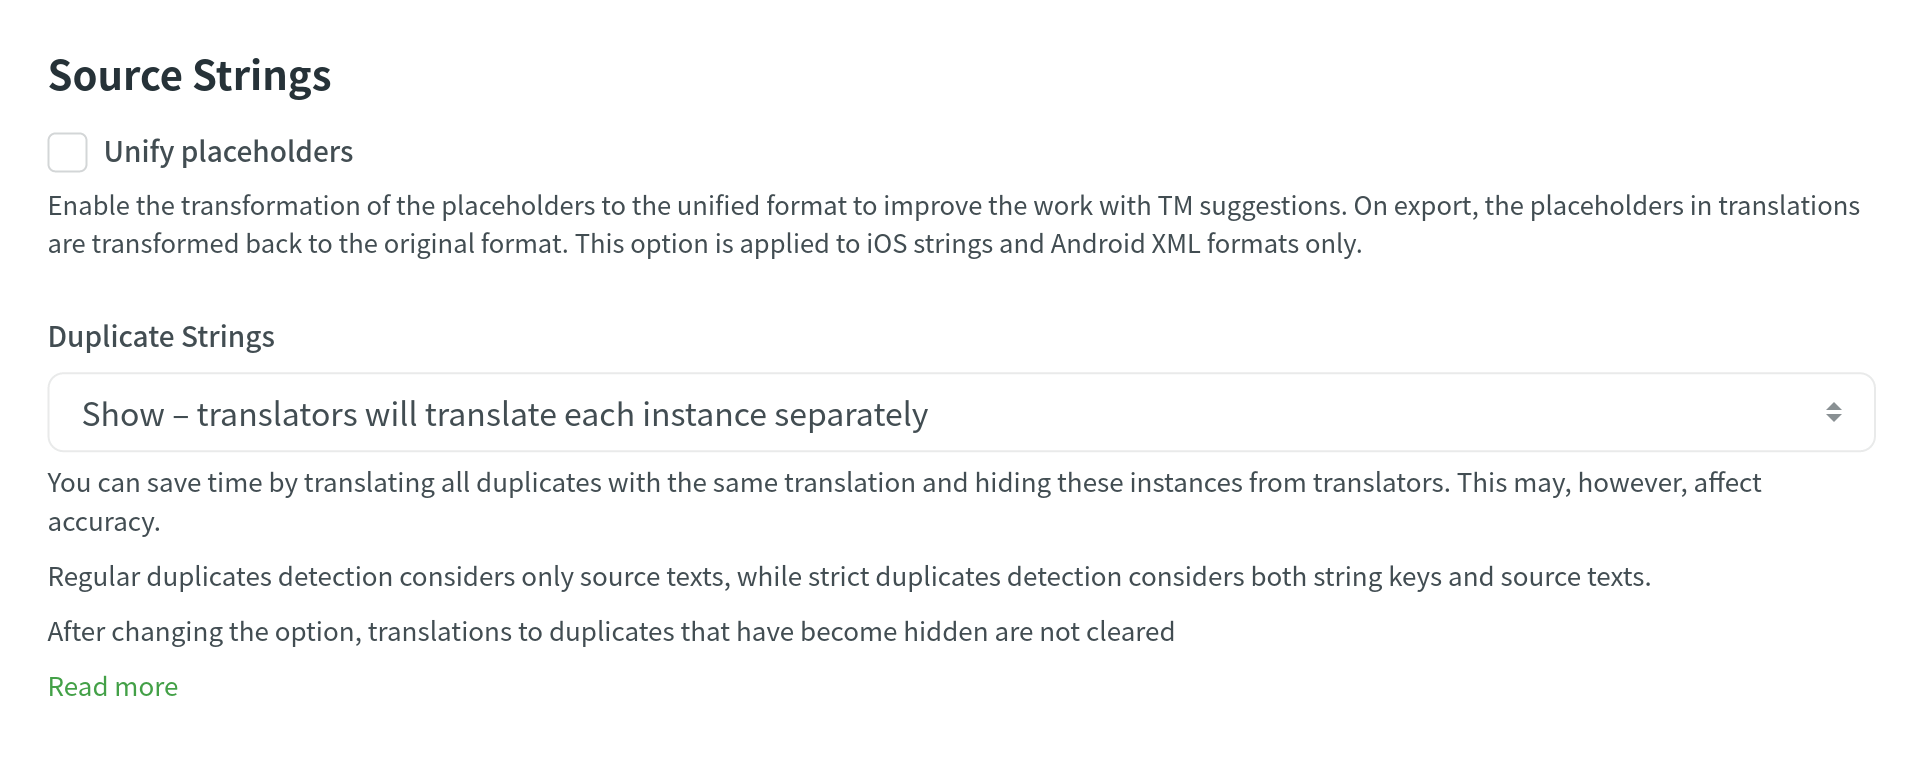 Source Strings
Unify placeholders
Enable the transformation of the placeholders to the unified format to improve the work with TM suggestions. On export, the placeholders in translations
are transformed back to the original format. This option is applied to iOS strings and Android XML formats only.
Duplicate Strings
Show – translators will translate each instance separately
You can save time by translating all duplicates with the same translation and hiding these instances from translators. This may, however, affect
accuracy.
Regular duplicates detection considers only source texts, while strict duplicates detection considers both string keys and source texts.
After changing the option, translations to duplicates that have become hidden are not cleared
Read more